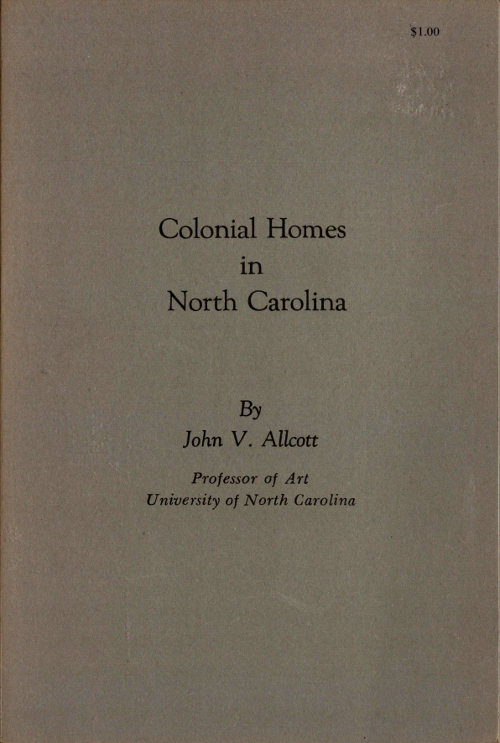 $1.00
Colonial Homes
in
North Carolina
By
John V. Allcott
Professor of Art
University of North Carolina